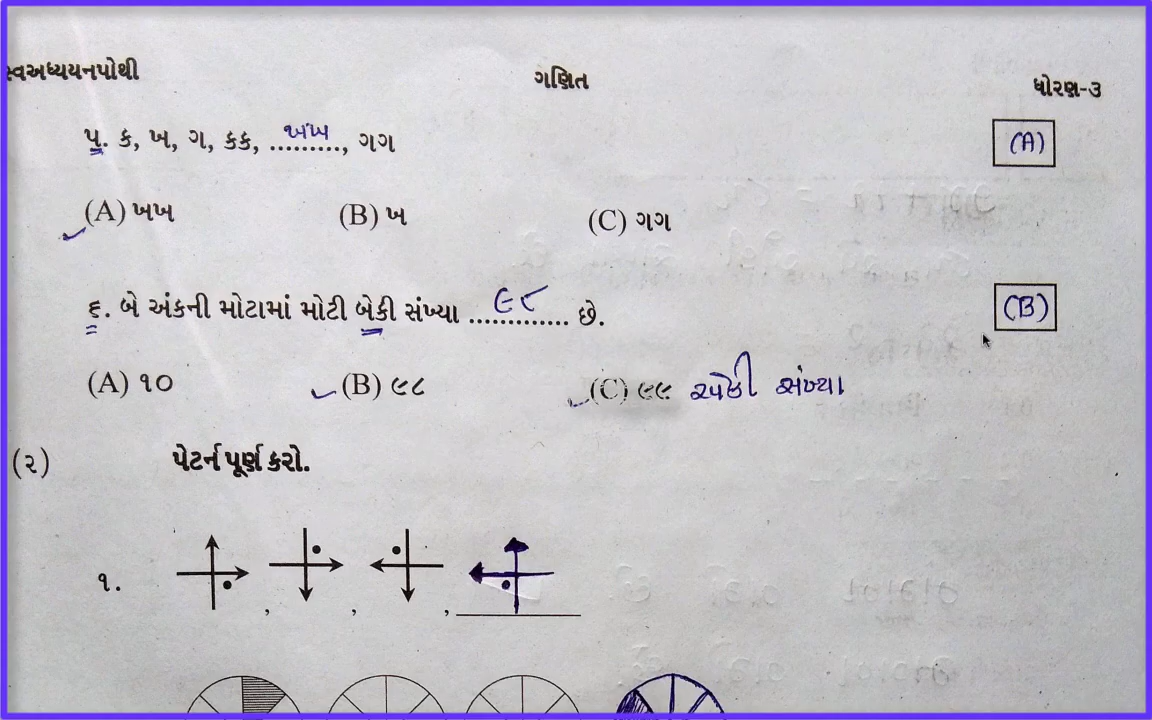 સ્વઅધ્યયનપોથી ગણિત ધોરણ-૩
૫. ક, ખ, ગ, કક, ...ખખ..., ગગ (A)
(A) ખખ (B) ખ (C) ગગ
૬. બે અંકની મોટામાં મોટી બેકી સંખ્યા ...૯૮... છે. (B)
(A) ૧૦ (B) ૯૮ (C) ૯૯ એકી સંખ્યા
(૨) પેટર્ન પૂર્ણ કરો.
૧. , , ,